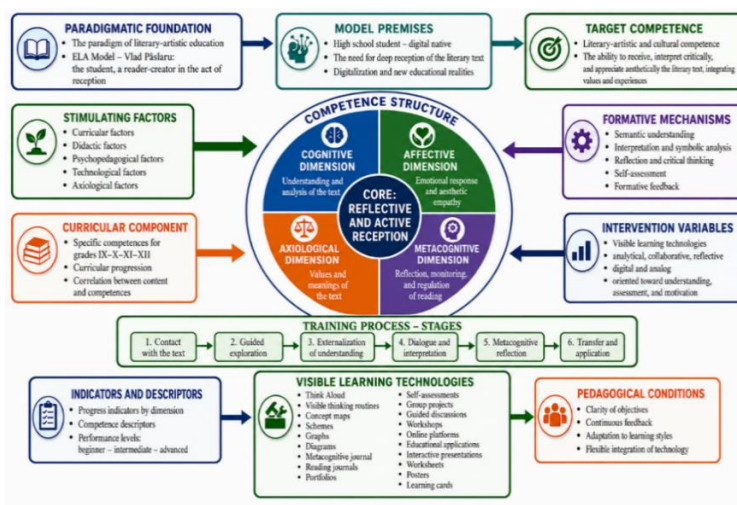 PARADIGMATIC FOUNDATION
• The paradigm of literary-artistic education
• ELA Model – Vlad Pâslaru:
the student, a reader-creator in the act of
reception
MODEL PREMISES
• High school student – digital native
• The need for deep reception of the literary text
• Digitalization and new educational realities
TARGET COMPETENCE
• Literary-artistic and cultural competence
• The ability to receive, interpret critically,
and appreciate aesthetically the literary text, integrating
values and experiences
STIMULATING FACTORS
• Curricular factors
• Didactic factors
• Psychopedagogical factors
• Technological factors
• Axiological factors
COMPETENCE STRUCTURE
COGNITIVE
DIMENSION
Understanding and
analysis of the text
AFFECTIVE
DIMENSION
Emotional response
and aesthetic
empathy
CORE:
REFLECTIVE
AND ACTIVE
RECEPTION
AXIOLOGICAL
DIMENSION
Values and
meanings of
the text
METACOGNITIVE
DIMENSION
Reflection, monitoring,
and regulation
of reading
FORMATIVE MECHANISMS
• Semantic understanding
• Interpretation and symbolic analysis
• Reflection and critical thinking
• Self-assessment
• Formative feedback
CURRICULAR COMPONENT
• Specific competences for
grades IX–X–XI–XII
• Curricular progression
• Correlation between content
and competences
INTERVENTION VARIABLES
• Visible learning technologies
• analytical, collaborative, reflective
• digital and analog
• oriented toward understanding,
assessment, and motivation
TRAINING PROCESS – STAGES
1. Contact
with the text
2. Guided
exploration
3. Externalization
of understanding
4. Dialogue and
interpretation
5. Metacognitive
reflection
6. Transfer and
application
INDICATORS AND DESCRIPTORS
• Progress indicators by dimension
• Competence descriptors
• Performance levels:
beginner – intermediate – advanced
VISIBLE LEARNING TECHNOLOGIES
• Think Aloud
• Visible thinking routines
• Concept maps
• Schemes
• Graphs
• Diagrams
• Metacognitive journal
• Reading journals
• Portfolios
• Self-assessments
• Group projects
• Guided discussions
• Workshops
• Online platforms
• Educational applications
• Interactive presentations
• Worksheets
• Posters
• Learning cards
PEDAGOGICAL CONDITIONS
• Clarity of objectives
• Continuous feedback
• Adaptation to learning styles
• Flexible integration of technology